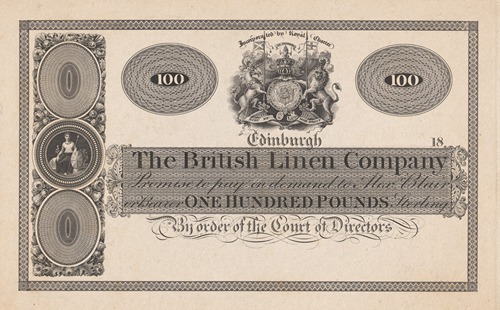 Incorporated by Royal Charter
100 100
Edinburgh 18
The British Linen Company
Promise to pay on demand to Alexr. Blair
or Bearer ONE HUNDRED POUNDS Sterling
By order of the Court of Directors